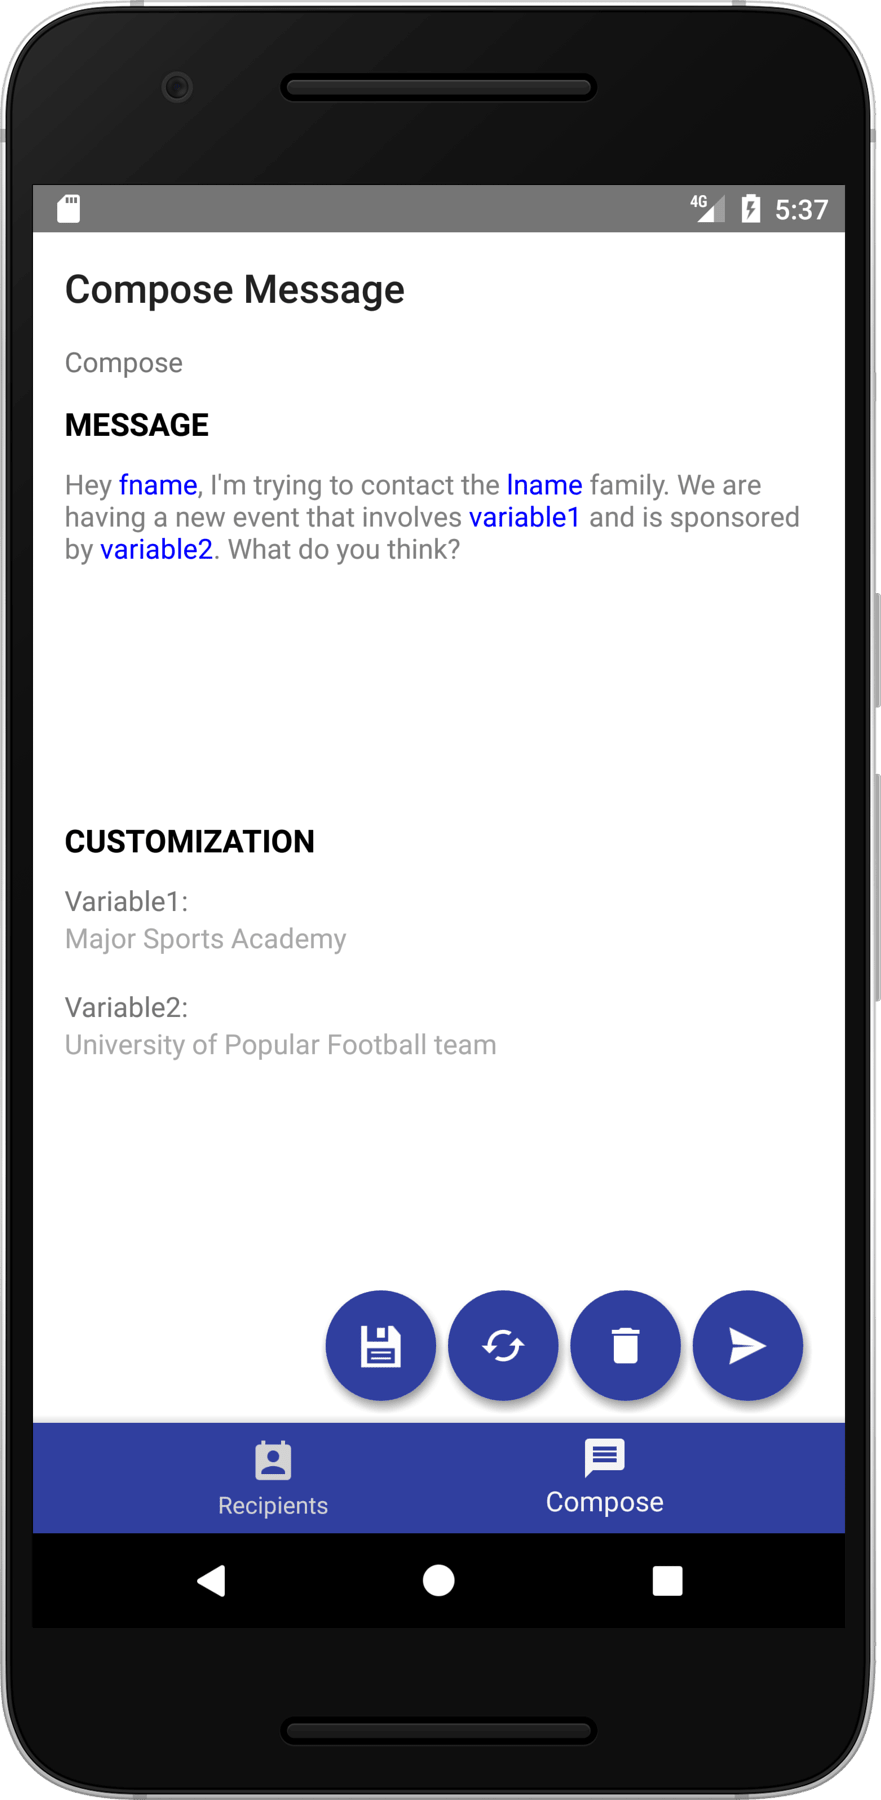 4G 5:37
Compose Message
Compose
MESSAGE
Hey fname, I'm trying to contact the lname family. We are
having a new event that involves variable1 and is sponsored
by variable2. What do you think?
CUSTOMIZATION
Variable1:
Major Sports Academy
Variable2:
University of Popular Football team
Recipients
Compose